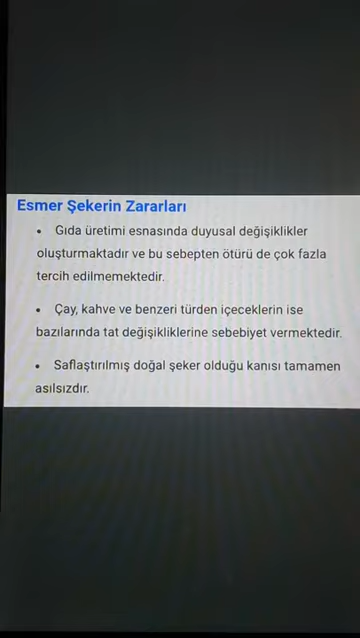 Esmer Şekerin Zararları
• Gıda üretimi esnasında duyusal değişiklikler
oluşturmaktadır ve bu sebepten ötürü de çok fazla
tercih edilmemektedir.
• Çay, kahve ve benzeri türden içeceklerin ise
bazılarında tat değişikliklerine sebebiyet vermektedir.
• Saflaştırılmış doğal şeker olduğu kanısı tamamen
asılsızdır.